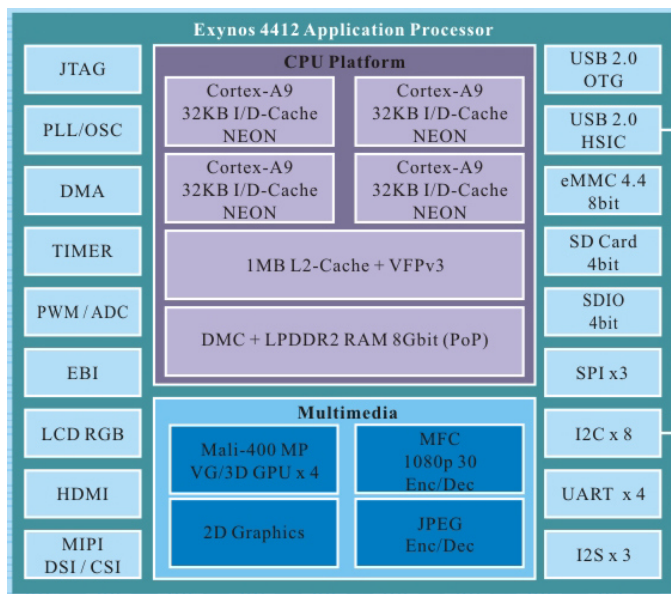 Exynos 4412 Application Processor
JTAG
PLL/OSC
DMA
TIMER
PWM / ADC
EBI
LCD RGB
HDMI
MIPI
DSI / CSI
CPU Platform
Cortex-A9
32KB I/D-Cache
NEON
Cortex-A9
32KB I/D-Cache
NEON
Cortex-A9
32KB I/D-Cache
NEON
Cortex-A9
32KB I/D-Cache
NEON
1MB L2-Cache + VFPv3
DMC + LPDDR2 RAM 8Gbit (PoP)
Multimedia
Mali-400 MP
VG/3D GPU x 4
MFC
1080p 30
Enc/Dec
2D Graphics
JPEG
Enc/Dec
USB 2.0
OTG
USB 2.0
HSIC
eMMC 4.4
8bit
SD Card
4bit
SDIO
4bit
SPI x3
I2C x 8
UART x 4
I2S x 3